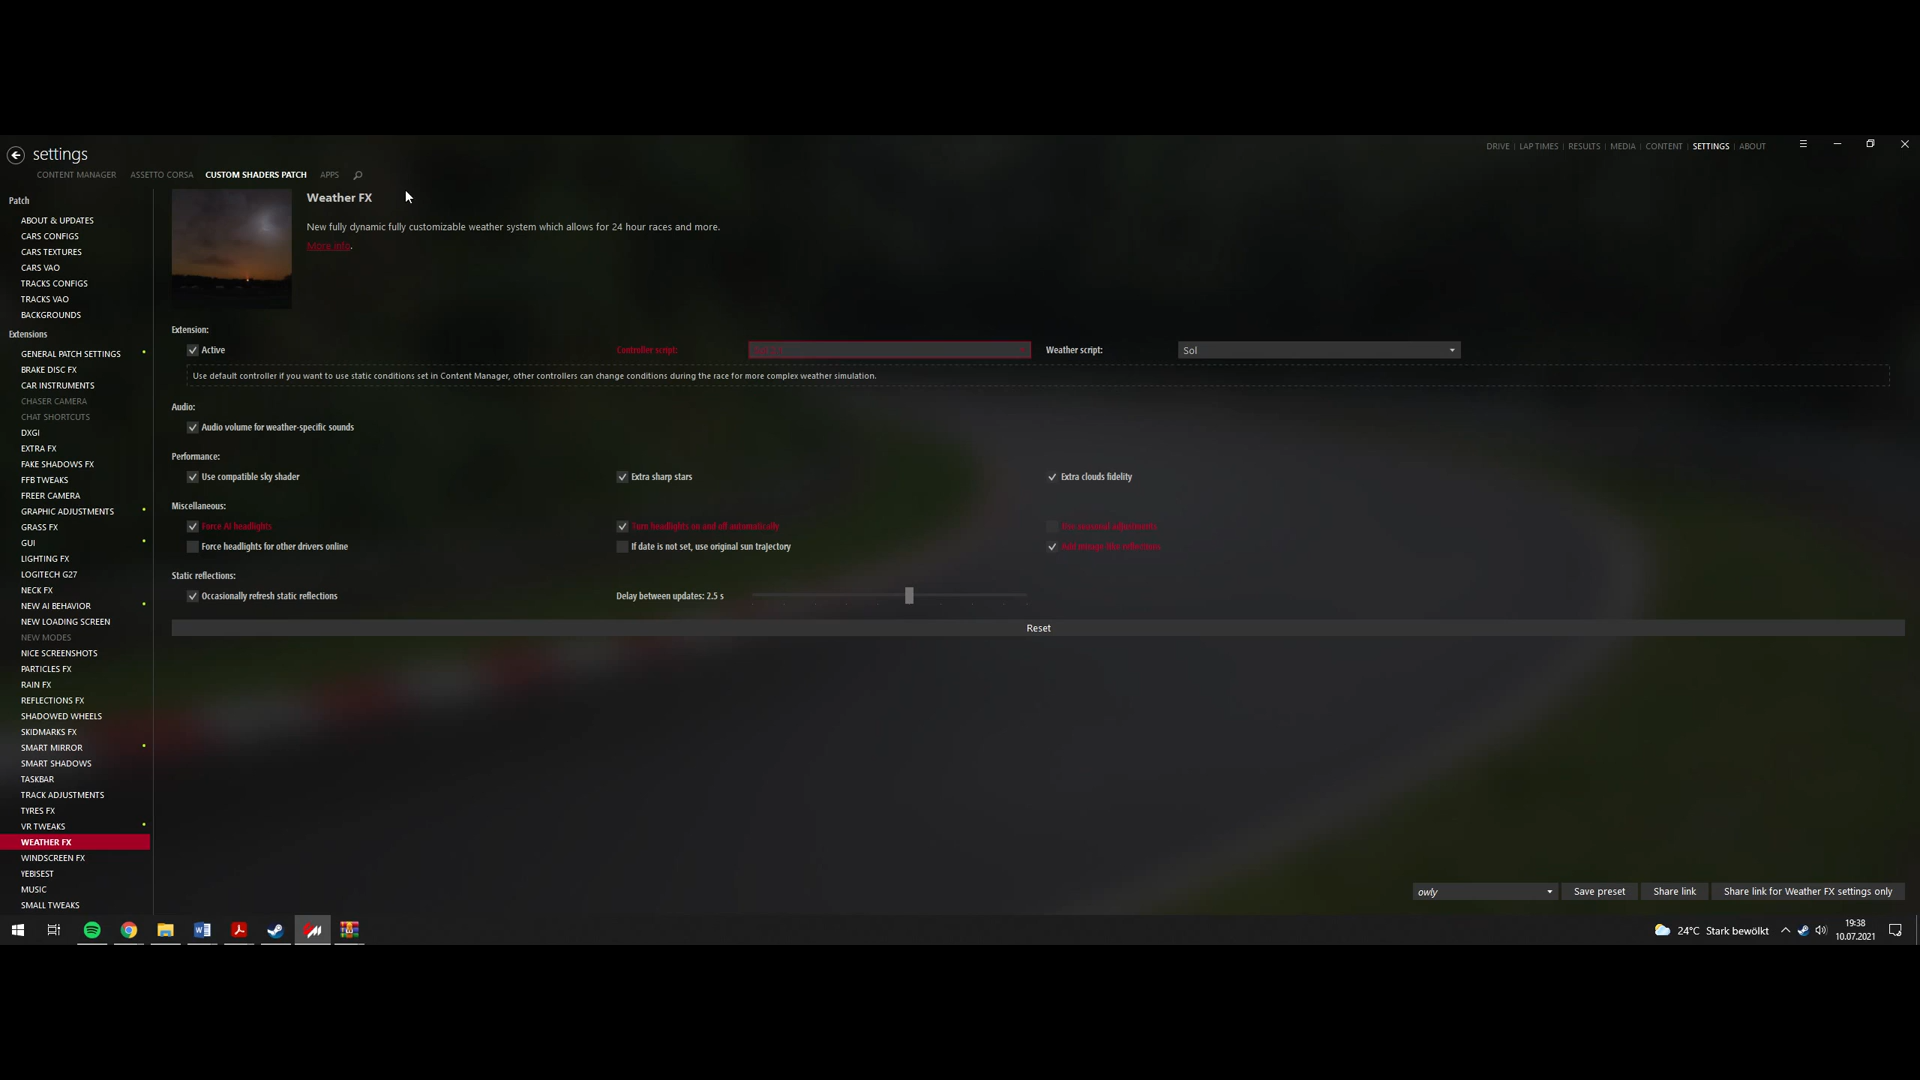 settings
DRIVE | LAP TIMES | RESULTS | MEDIA | CONTENT | SETTINGS | ABOUT
CONTENT MANAGER ASSETTO CORSA CUSTOM SHADERS PATCH APPS
Patch
ABOUT & UPDATES
CARS CONFIGS
CARS TEXTURES
CARS VAO
TRACKS CONFIGS
TRACKS VAO
BACKGROUNDS
Extensions
GENERAL PATCH SETTINGS
BRAKE DISC FX
CAR INSTRUMENTS
CHASER CAMERA
CHAT SHORTCUTS
DXGI
EXTRA FX
FAKE SHADOWS FX
FFB TWEAKS
FREER CAMERA
GRAPHIC ADJUSTMENTS
GRASS FX
GUI
LIGHTING FX
LOGITECH G27
NECK FX
NEW AI BEHAVIOR
NEW LOADING SCREEN
NEW MODES
NICE SCREENSHOTS
PARTICLES FX
RAIN FX
REFLECTIONS FX
SHADOWED WHEELS
SKIDMARKS FX
SMART MIRROR
SMART SHADOWS
TASKBAR
TRACK ADJUSTMENTS
TYRES FX
VR TWEAKS
WEATHER FX
WINDSCREEN FX
YEBISEST
MUSIC
SMALL TWEAKS
Weather FX
New fully dynamic fully customizable weather system which allows for 24 hour races and more.
More info.
Extension:
Active Controller script: Weather script: Sol
Use default controller if you want to use static conditions set in Content Manager, other controllers can change conditions during the race for more complex weather simulation.
Audio:
Audio volume for weather-specific sounds
Performance:
Use compatible sky shader Extra sharp stars Extra clouds fidelity
Miscellaneous:
Force AI headlights Turn headlights on and off automatically Use seasonal adjustments
Force headlights for other drivers online If date is not set, use original sun trajectory Add mirage-like reflections
Static reflections:
Occasionally refresh static reflections Delay between updates: 2.5 s
Reset
owly Save preset Share link Share link for Weather FX settings only
24°C Stark bewölkt
19:38
10.07.2021